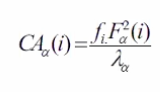 CA_α(i) = f_i. F_α^2(i) / λ_α